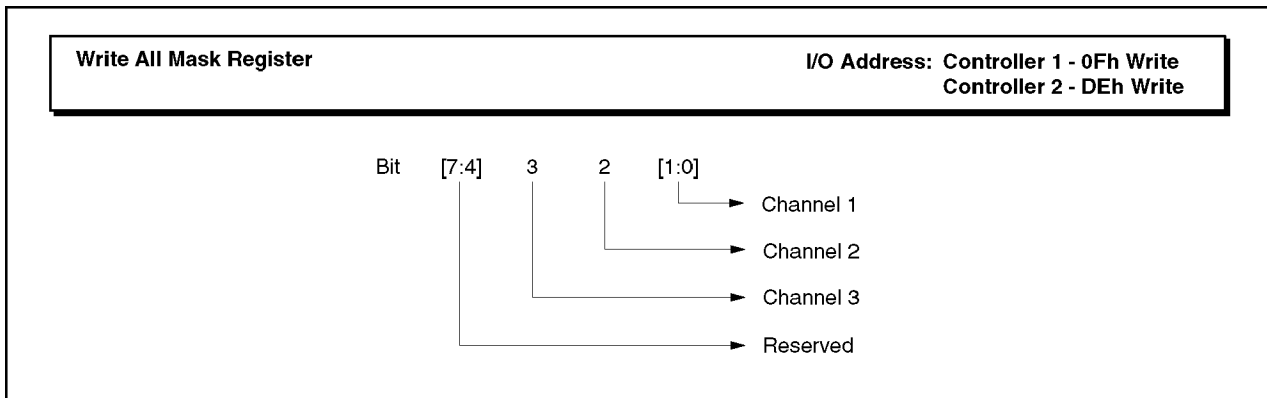 Write All Mask Register
I/O Address: Controller 1 - 0Fh Write
Controller 2 - DEh Write
Bit [7:4] 3 2 [1:0]
Channel 1
Channel 2
Channel 3
Reserved